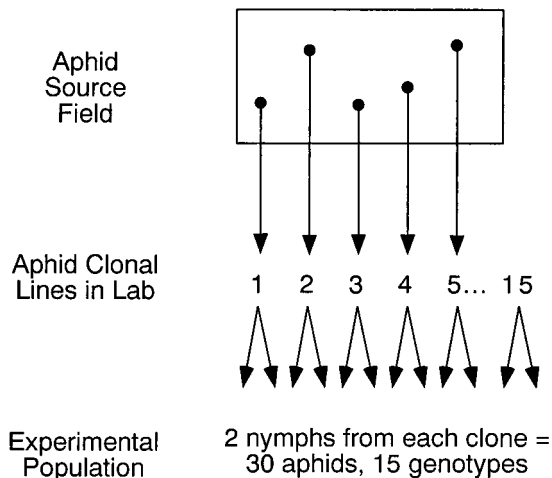 Aphid
Source
Field
Aphid Clonal
Lines in Lab
1 2 3 4 5... 15
Experimental
Population
2 nymphs from each clone =
30 aphids, 15 genotypes